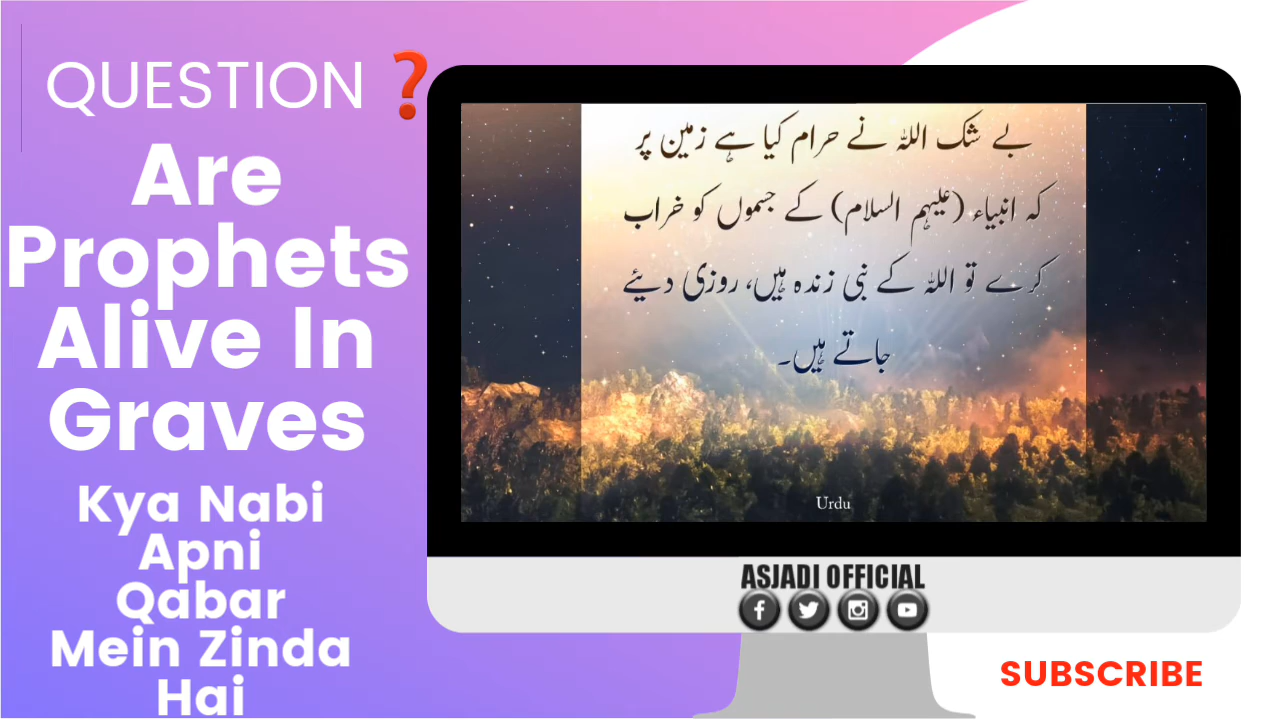 QUESTION ❓
Are
Prophets
Alive In
Graves
Kya Nabi
Apni
Qabar
Mein Zinda
Hai
بے شک اللہ نے حرام کیا ہے زمین پر
کہ انبیاء (علیہم السلام) کے جسموں کو خراب
کرے تو اللہ کے نبی زندہ ہیں، روزی دیئے
جاتے ہیں۔
Urdu
ASJADI OFFICIAL
SUBSCRIBE